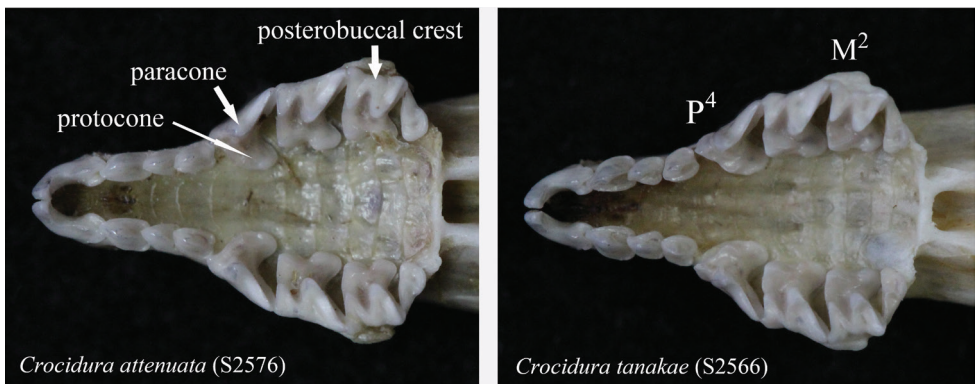 posterobuccal crest
paracone
protocone
Crocidura attenuata (S2576)
M²
P⁴
Crocidura tanakae (S2566)